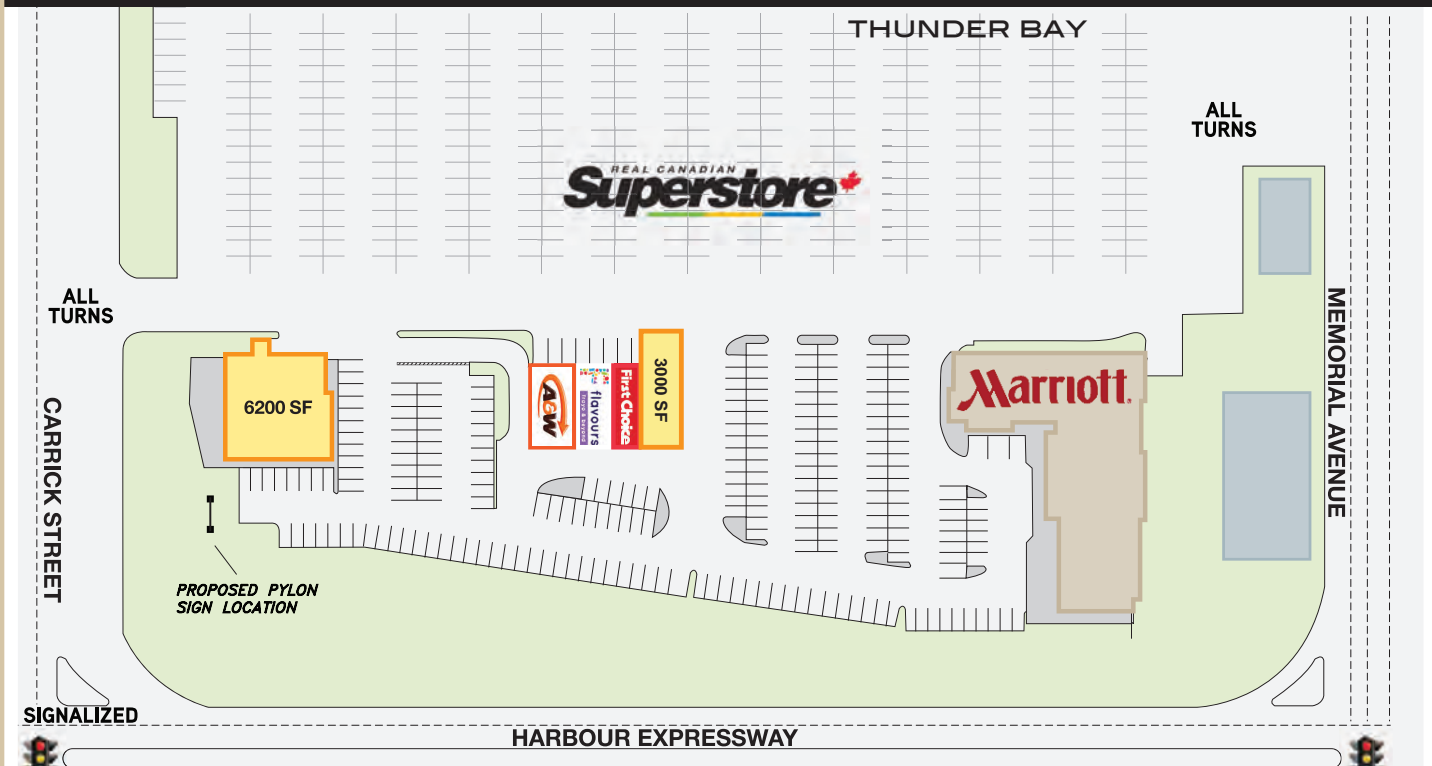 THUNDER BAY
ALL
TURNS
REAL CANADIAN
Superstore
ALL
TURNS
MEMORIAL AVENUE
CARRICK STREET
6200 SF
A&W
flavours
First Choice
3000 SF
Marriott
PROPOSED PYLON
SIGN LOCATION
SIGNALIZED
HARBOUR EXPRESSWAY